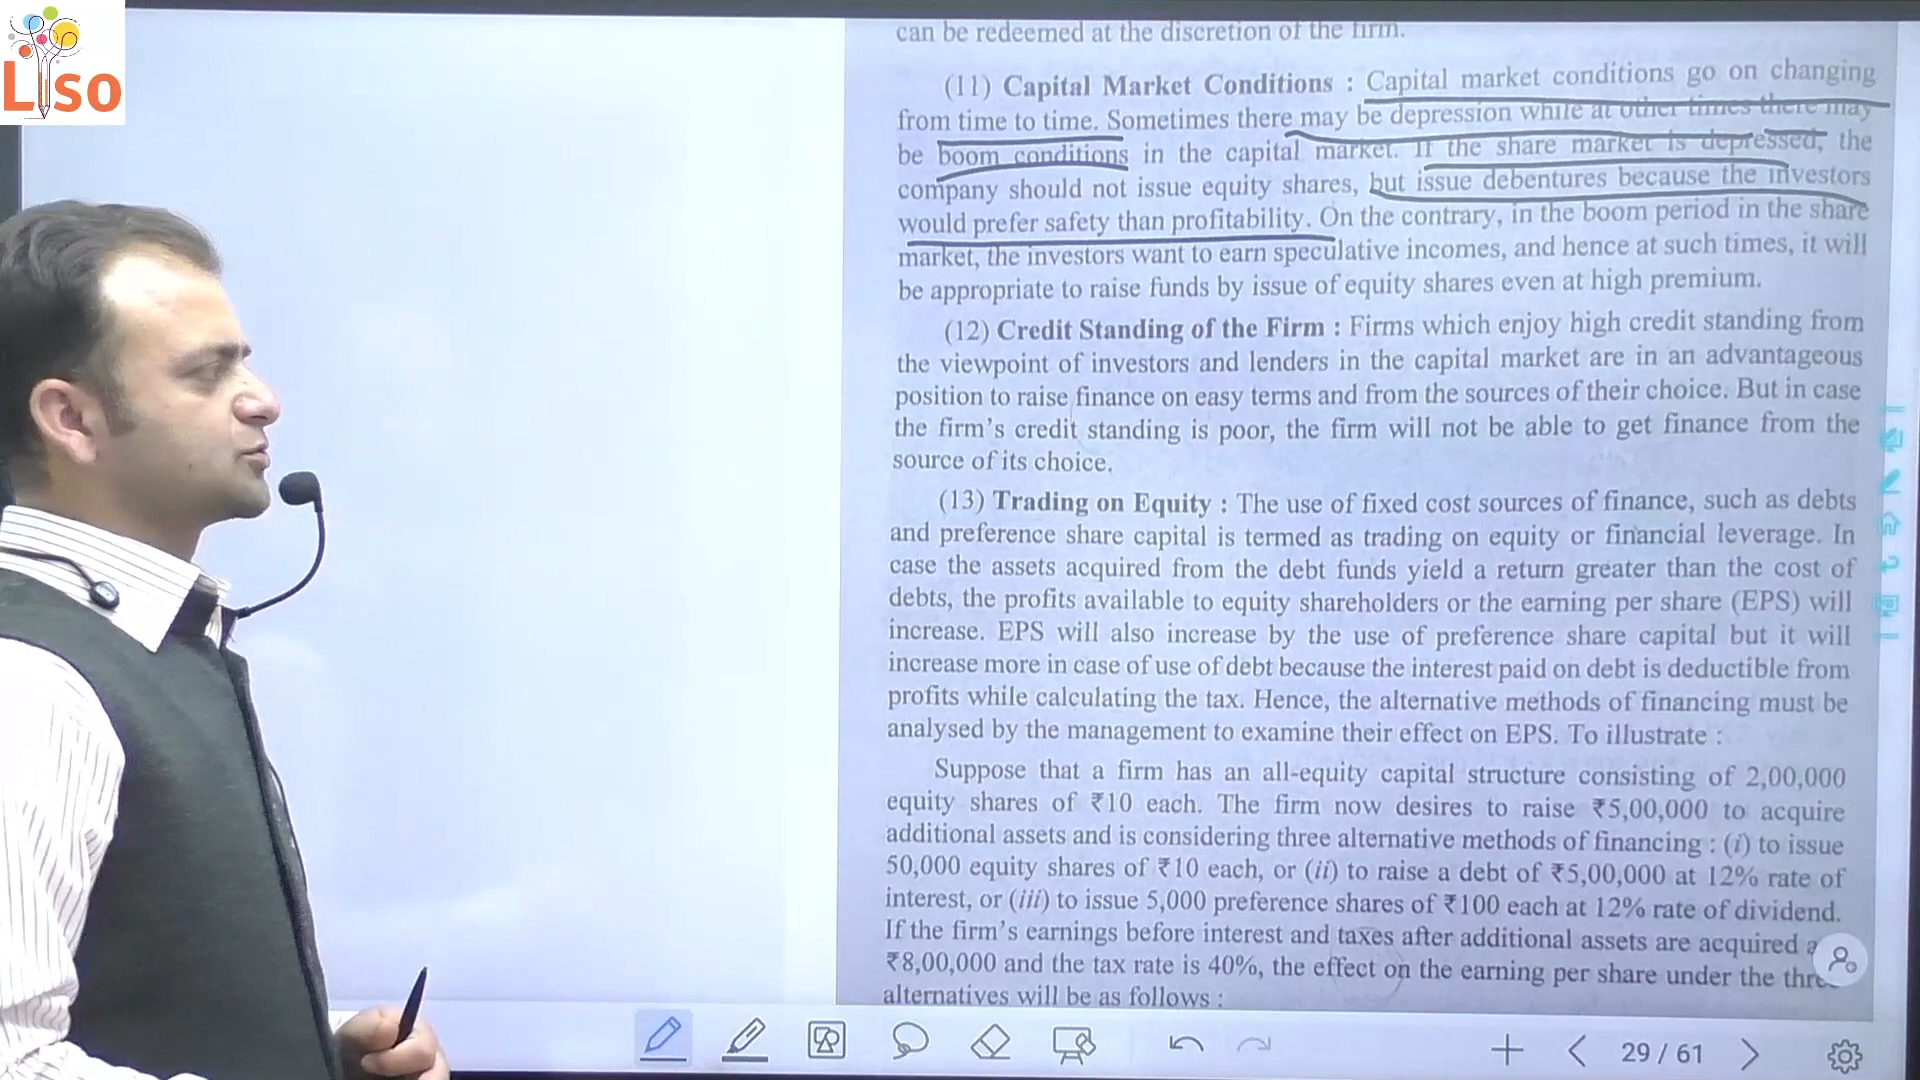 Liso
can be redeemed at the discretion of the firm.
(11) Capital Market Conditions : Capital market conditions go on changing
from time to time. Sometimes there may be depression while at other times there may
be boom conditions in the capital market. If the share market is depressed, the
company should not issue equity shares, but issue debentures because the investors
would prefer safety than profitability. On the contrary, in the boom period in the share
market, the investors want to earn speculative incomes, and hence at such times, it will
be appropriate to raise funds by issue of equity shares even at high premium.
(12) Credit Standing of the Firm : Firms which enjoy high credit standing from
the viewpoint of investors and lenders in the capital market are in an advantageous
position to raise finance on easy terms and from the sources of their choice. But in case
the firm's credit standing is poor, the firm will not be able to get finance from the
source of its choice.
(13) Trading on Equity : The use of fixed cost sources of finance, such as debts
and preference share capital is termed as trading on equity or financial leverage. In
case the assets acquired from the debt funds yield a return greater than the cost of
debts, the profits available to equity shareholders or the earning per share (EPS) will
increase. EPS will also increase by the use of preference share capital but it will
increase more in case of use of debt because the interest paid on debt is deductible from
profits while calculating the tax. Hence, the alternative methods of financing must be
analysed by the management to examine their effect on EPS. To illustrate :
Suppose that a firm has an all-equity capital structure consisting of 2,00,000
equity shares of ₹10 each. The firm now desires to raise ₹5,00,000 to acquire
additional assets and is considering three alternative methods of financing : (i) to issue
50,000 equity shares of ₹10 each, or (ii) to raise a debt of ₹5,00,000 at 12% rate of
interest, or (iii) to issue 5,000 preference shares of ₹100 each at 12% rate of dividend.
If the firm's earnings before interest and taxes after additional assets are acquired
₹8,00,000 and the tax rate is 40%, the effect on the earning per share under the
alternatives will be as follows :
29 / 61